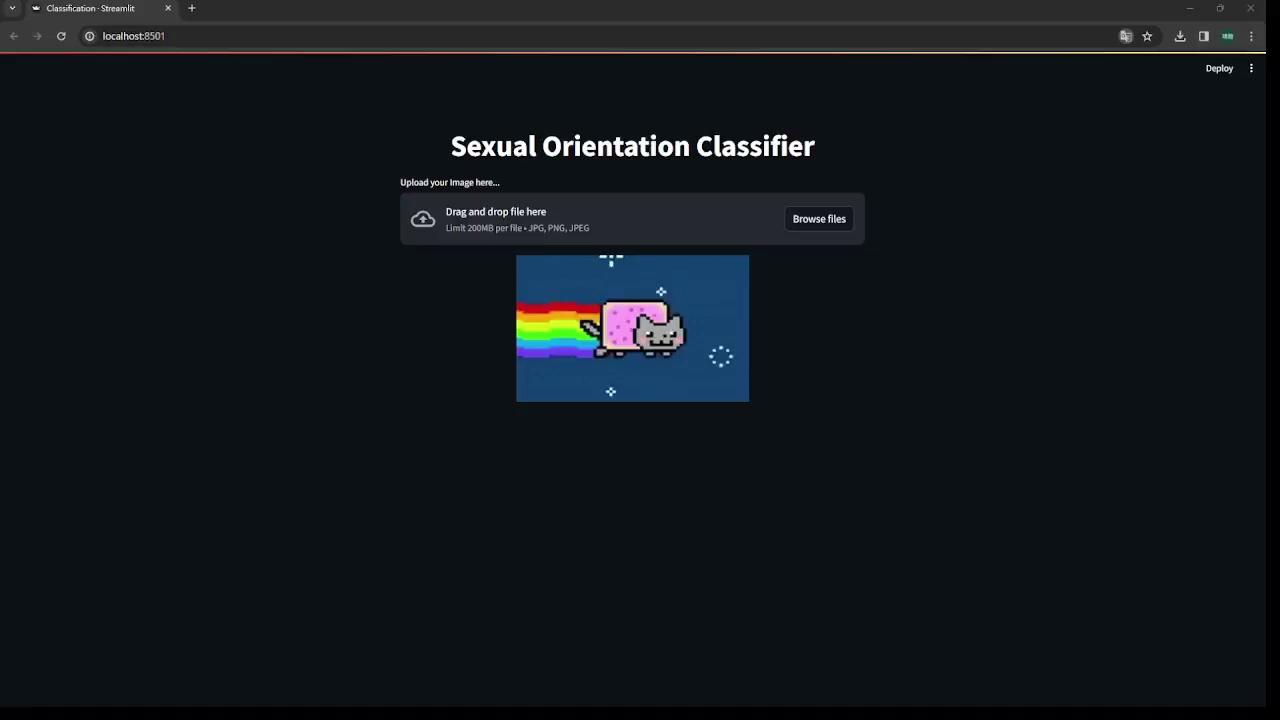 Classification · Streamlit
localhost:8501
Deploy
Sexual Orientation Classifier
Upload your Image here...
Drag and drop file here
Limit 200MB per file • JPG, PNG, JPEG
Browse files